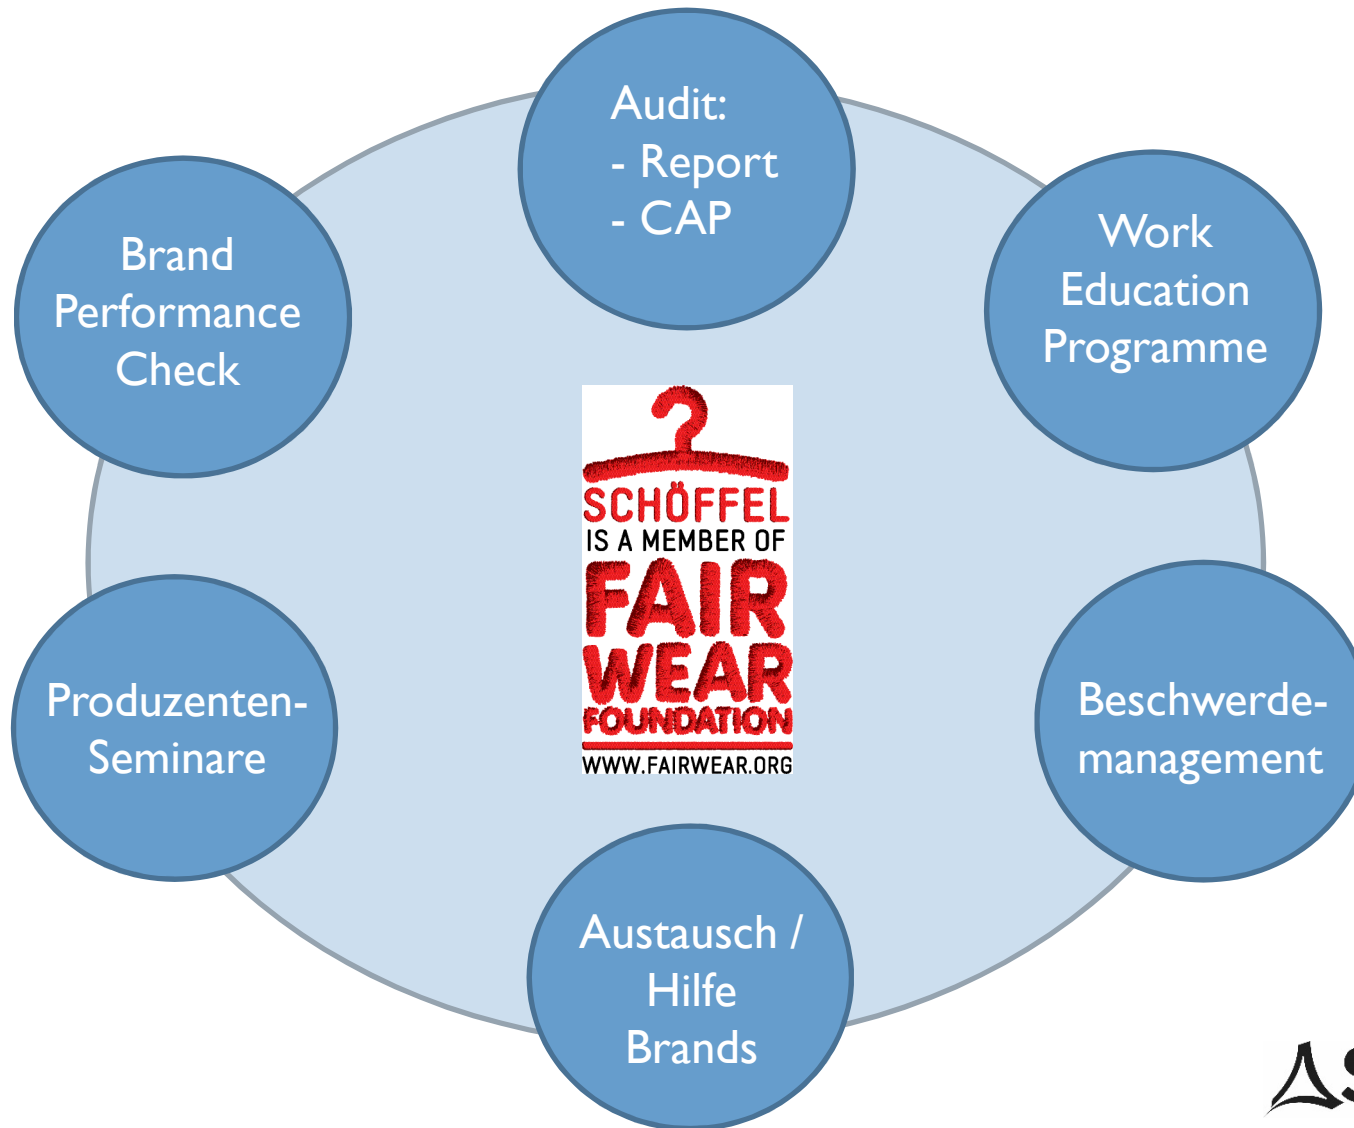 Audit:
- Report
- CAP
Brand
Performance
Check
Work
Education
Programme
SCHÖFFEL
IS A MEMBER OF
FAIR
WEAR
FOUNDATION
WWW.FAIRWEAR.ORG
Produzenten-
Seminare
Beschwerde-
management
Austausch /
Hilfe
Brands